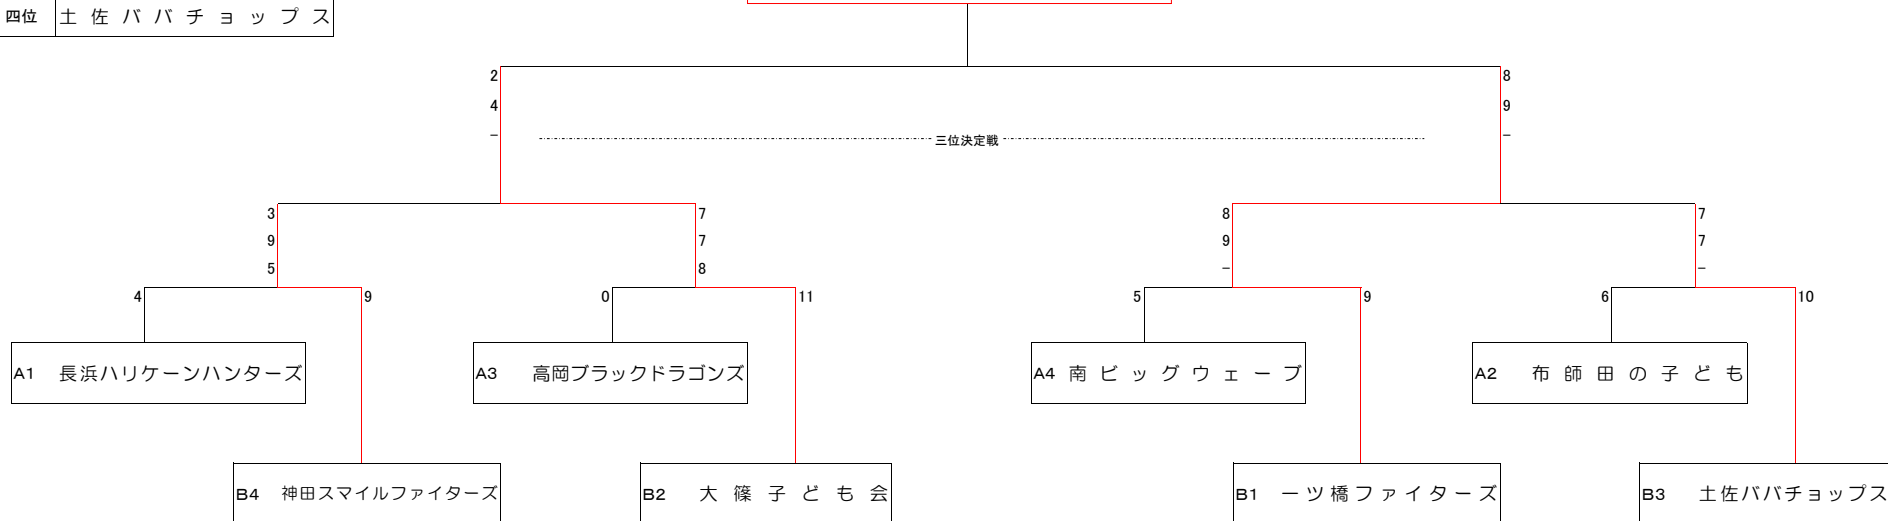 四位 土佐ババチョップス
2 8
4 9
– –
三位決定戦
3 7 8 7
9 7 9 7
5 8 – –
4 9 0 11 5 9 6 10
A1 長浜ハリケーンハンターズ A3 高岡ブラックドラゴンズ A4 南ビッグウェーブ A2 布師田の子ども
B4 神田スマイルファイターズ B2 大篠子ども会 B1 一ツ橋ファイターズ B3 土佐ババチョップス